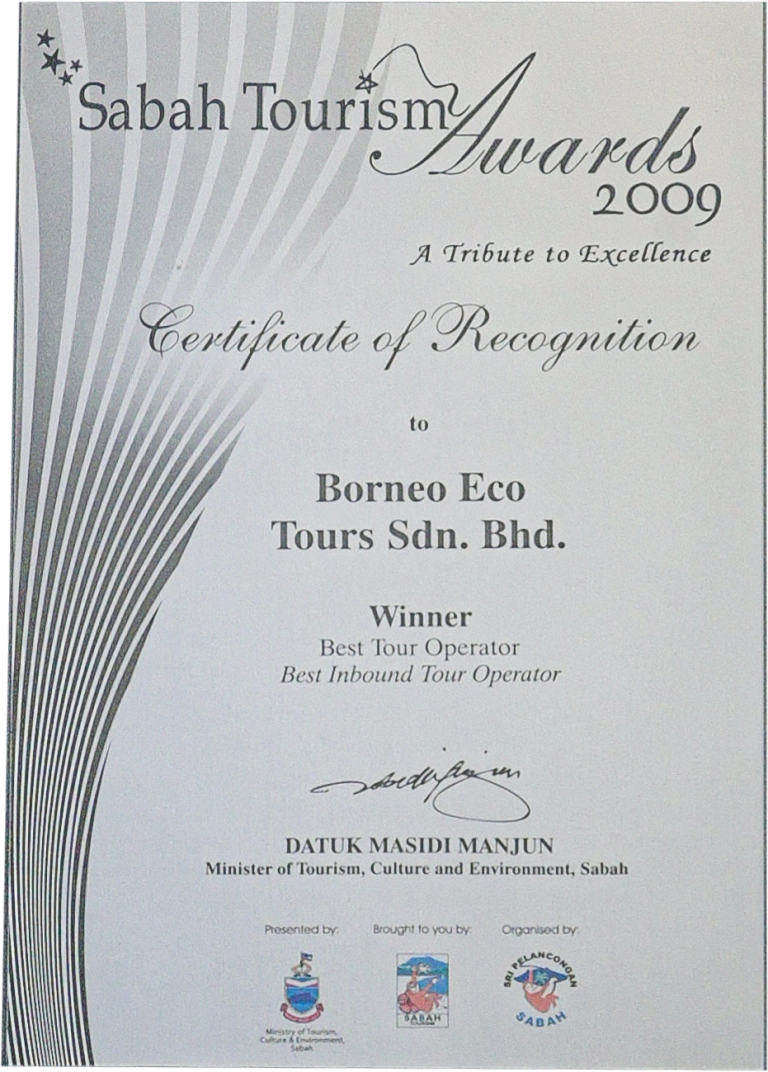 Sabah Tourism Awards
2009
A Tribute to Excellence
Certificate of Recognition
to
Borneo Eco
Tours Sdn. Bhd.
Winner
Best Tour Operator
Best Inbound Tour Operator
DATUK MASIDI MANJUN
Minister of Tourism, Culture and Environment, Sabah
Presented by: Brought to you by: Organised by:
Ministry of Tourism,
Culture & Environment,
Sabah
SABAH
TOURISM
SRI PELANCONGAN
SABAH